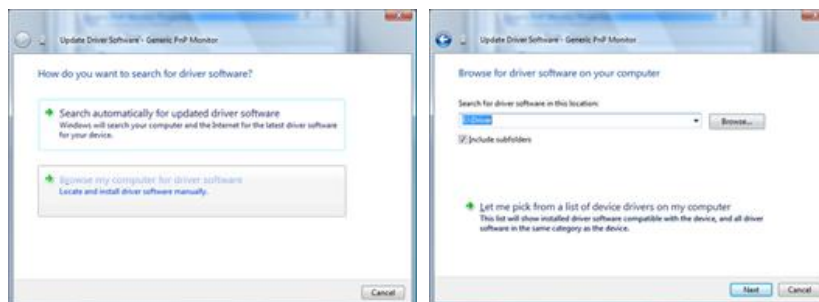 Update Driver Software - Generic PnP Monitor
How do you want to search for driver software?
Search automatically for updated driver software
Windows will search your computer and the Internet for the latest driver software
for your device.
Browse my computer for driver software
Locate and install driver software manually.
Cancel
Update Driver Software - Generic PnP Monitor
Browse for driver software on your computer
Search for driver software in this location:
Browse...
Include subfolders
Let me pick from a list of device drivers on my computer
This list will show installed driver software compatible with the device, and all driver
software in the same category as the device.
Next Cancel